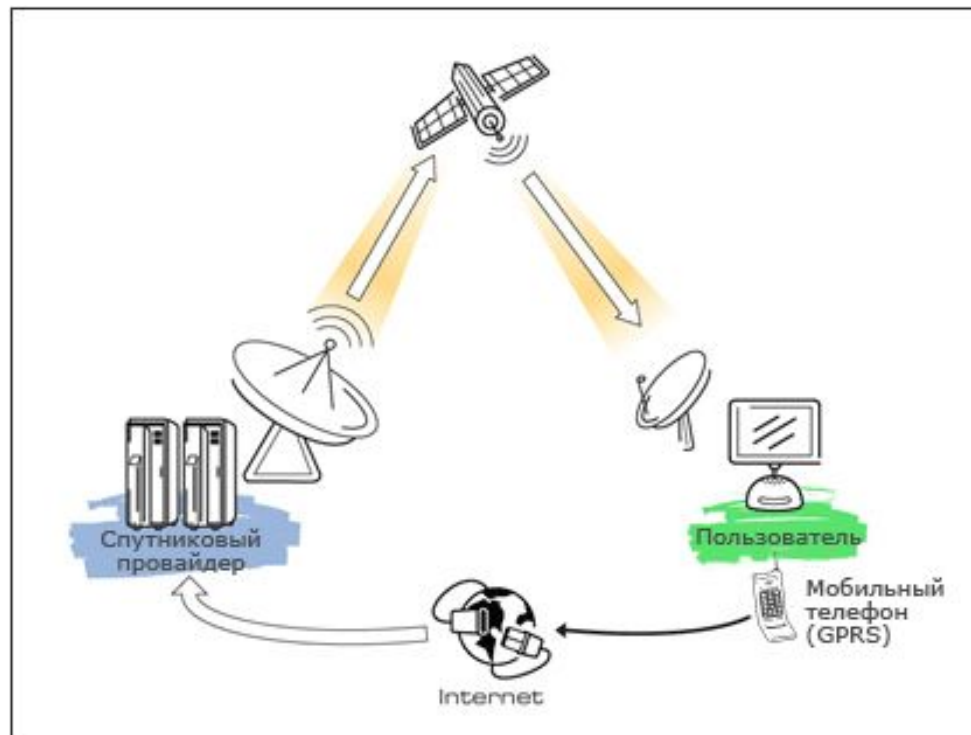 Спутниковый
провайдер
Пользователь
Мобильный
телефон
(GPRS)
Internet